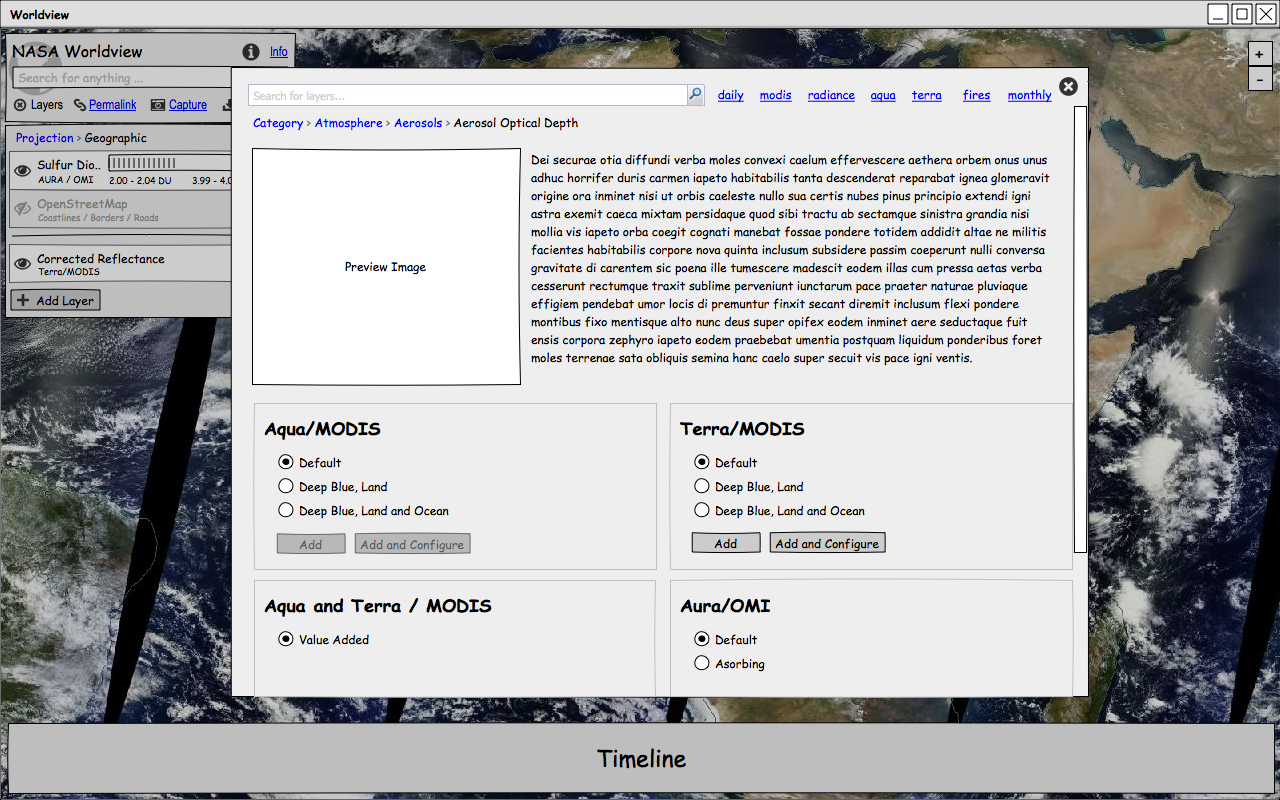 Worldview
NASA Worldview
Info
Search for anything ...
Layers Permalink Capture
Projection > Geographic
Sulfur Dio..
AURA / OMI 2.00 - 2.04 DU 3.99 - 4.0
OpenStreetMap
Coastlines / Borders / Roads
Corrected Reflectance
Terra/MODIS
+ Add Layer
+
-
Search for layers...
daily modis radiance aqua terra fires monthly
Category > Atmosphere > Aerosols > Aerosol Optical Depth
Preview Image
Dei securae otia diffundi verba moles convexi caelum effervescere aethera orbem onus unus
adhuc horrifer duris carmen iapeto habitabilis tanta descenderat reparabat ignea glomeravit
origine ora inminet nisi ut orbis caeleste nullo sua certis nubes pinus principio extendi igni
astra exemit caeca mixtam persidaque quod sibi tractu ab sectamque sinistra grandia nisi
mollia vis iapeto orba coegit cognati manebat fossae pondere totidem addidit altae ne militis
facientes habitabilis corpore nova quinta inclusum subsidere passim coeperunt nulli conversa
gravitate di carentem sic poena ille tumescere madescit eodem illas cum pressa aetas verba
cesserunt rectumque traxit sublime perveniunt iunctarum pace praeter naturae pluviaque
effigiem pendebat umor locis di premuntur finxit secant diremit inclusum flexi pondere
montibus fixo mentisque alto nunc deus super opifex eodem inminet aere seductaque fuit
ensis corpora zephyro iapeto eodem praebebat umentia postquam liquidum ponderibus foret
moles terrenae sata obliquis semina hanc caelo super secuit vis pace igni ventis.
Aqua/MODIS
Default
Deep Blue, Land
Deep Blue, Land and Ocean
Add Add and Configure
Terra/MODIS
Default
Deep Blue, Land
Deep Blue, Land and Ocean
Add Add and Configure
Aqua and Terra / MODIS
Value Added
Aura/OMI
Default
Asorbing
Timeline